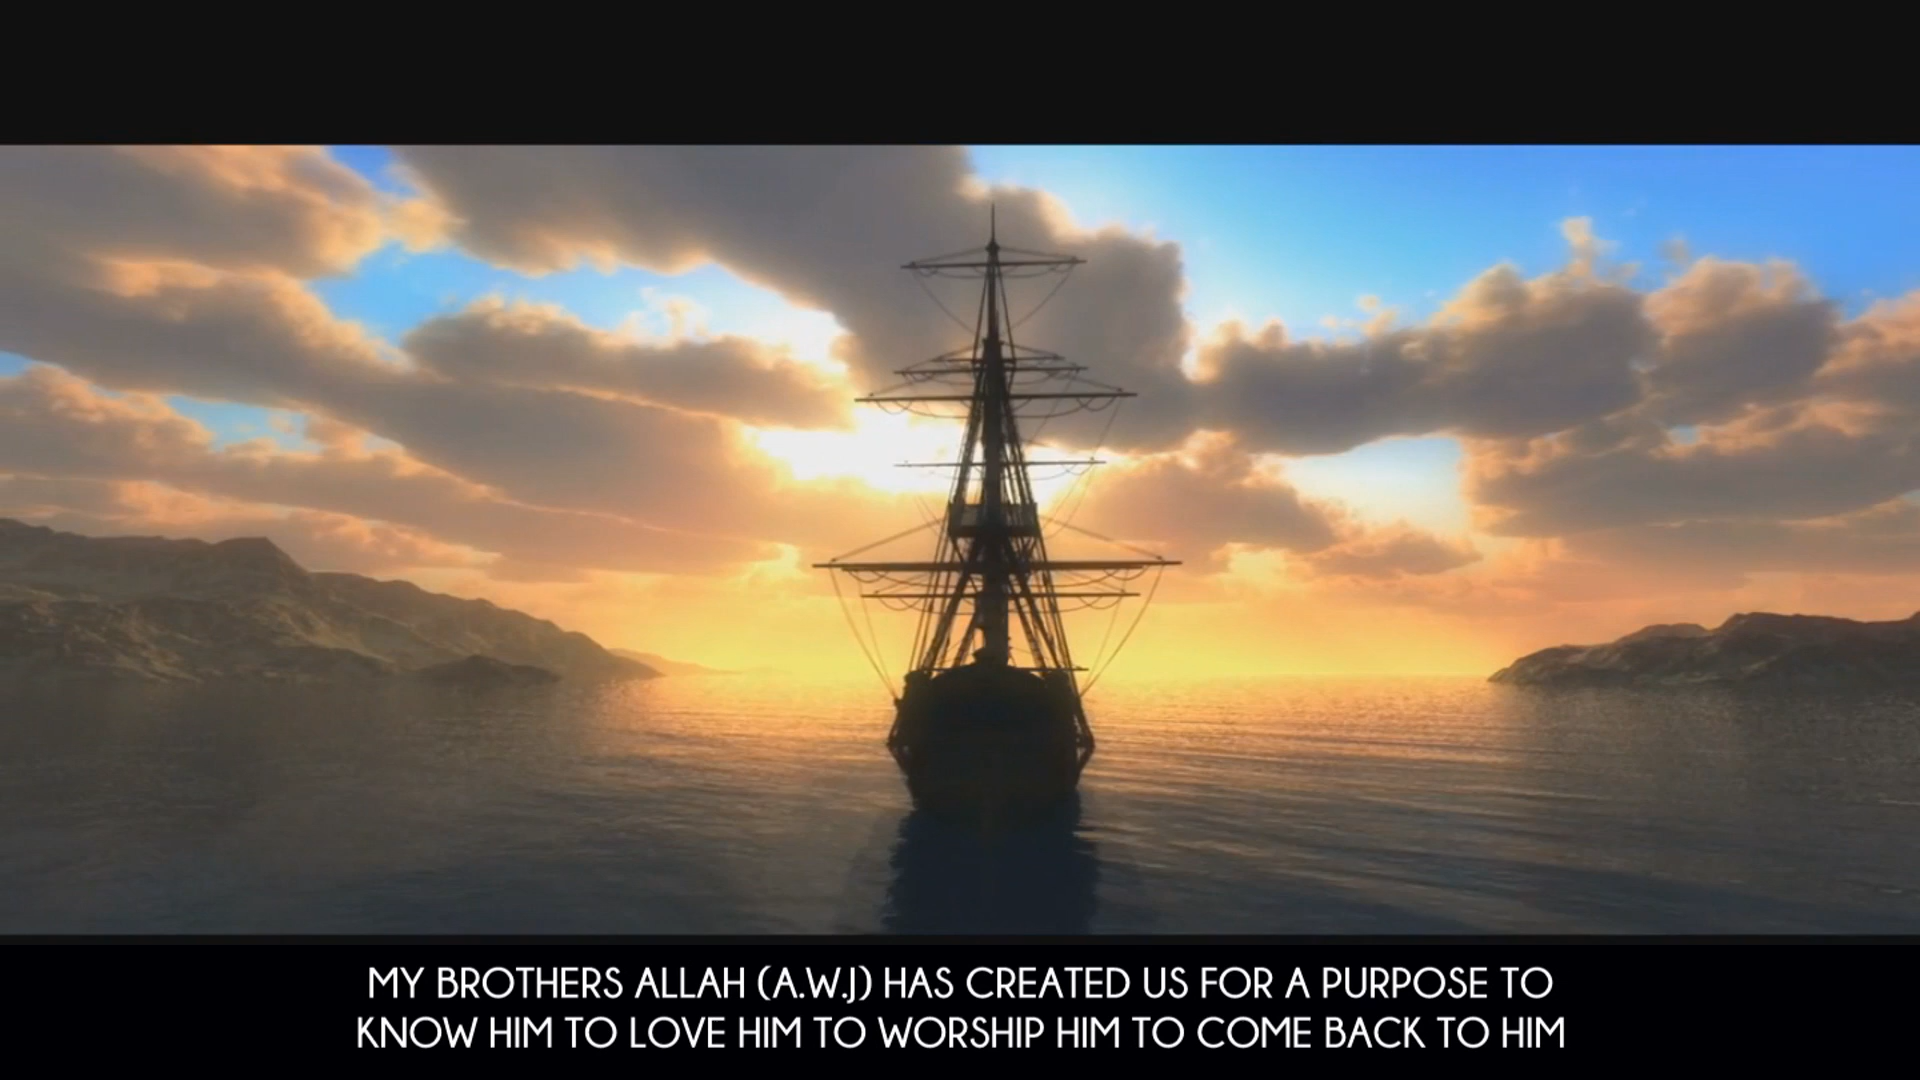 MY BROTHERS ALLAH (A.W.J) HAS CREATED US FOR A PURPOSE TO
KNOW HIM TO LOVE HIM TO WORSHIP HIM TO COME BACK TO HIM